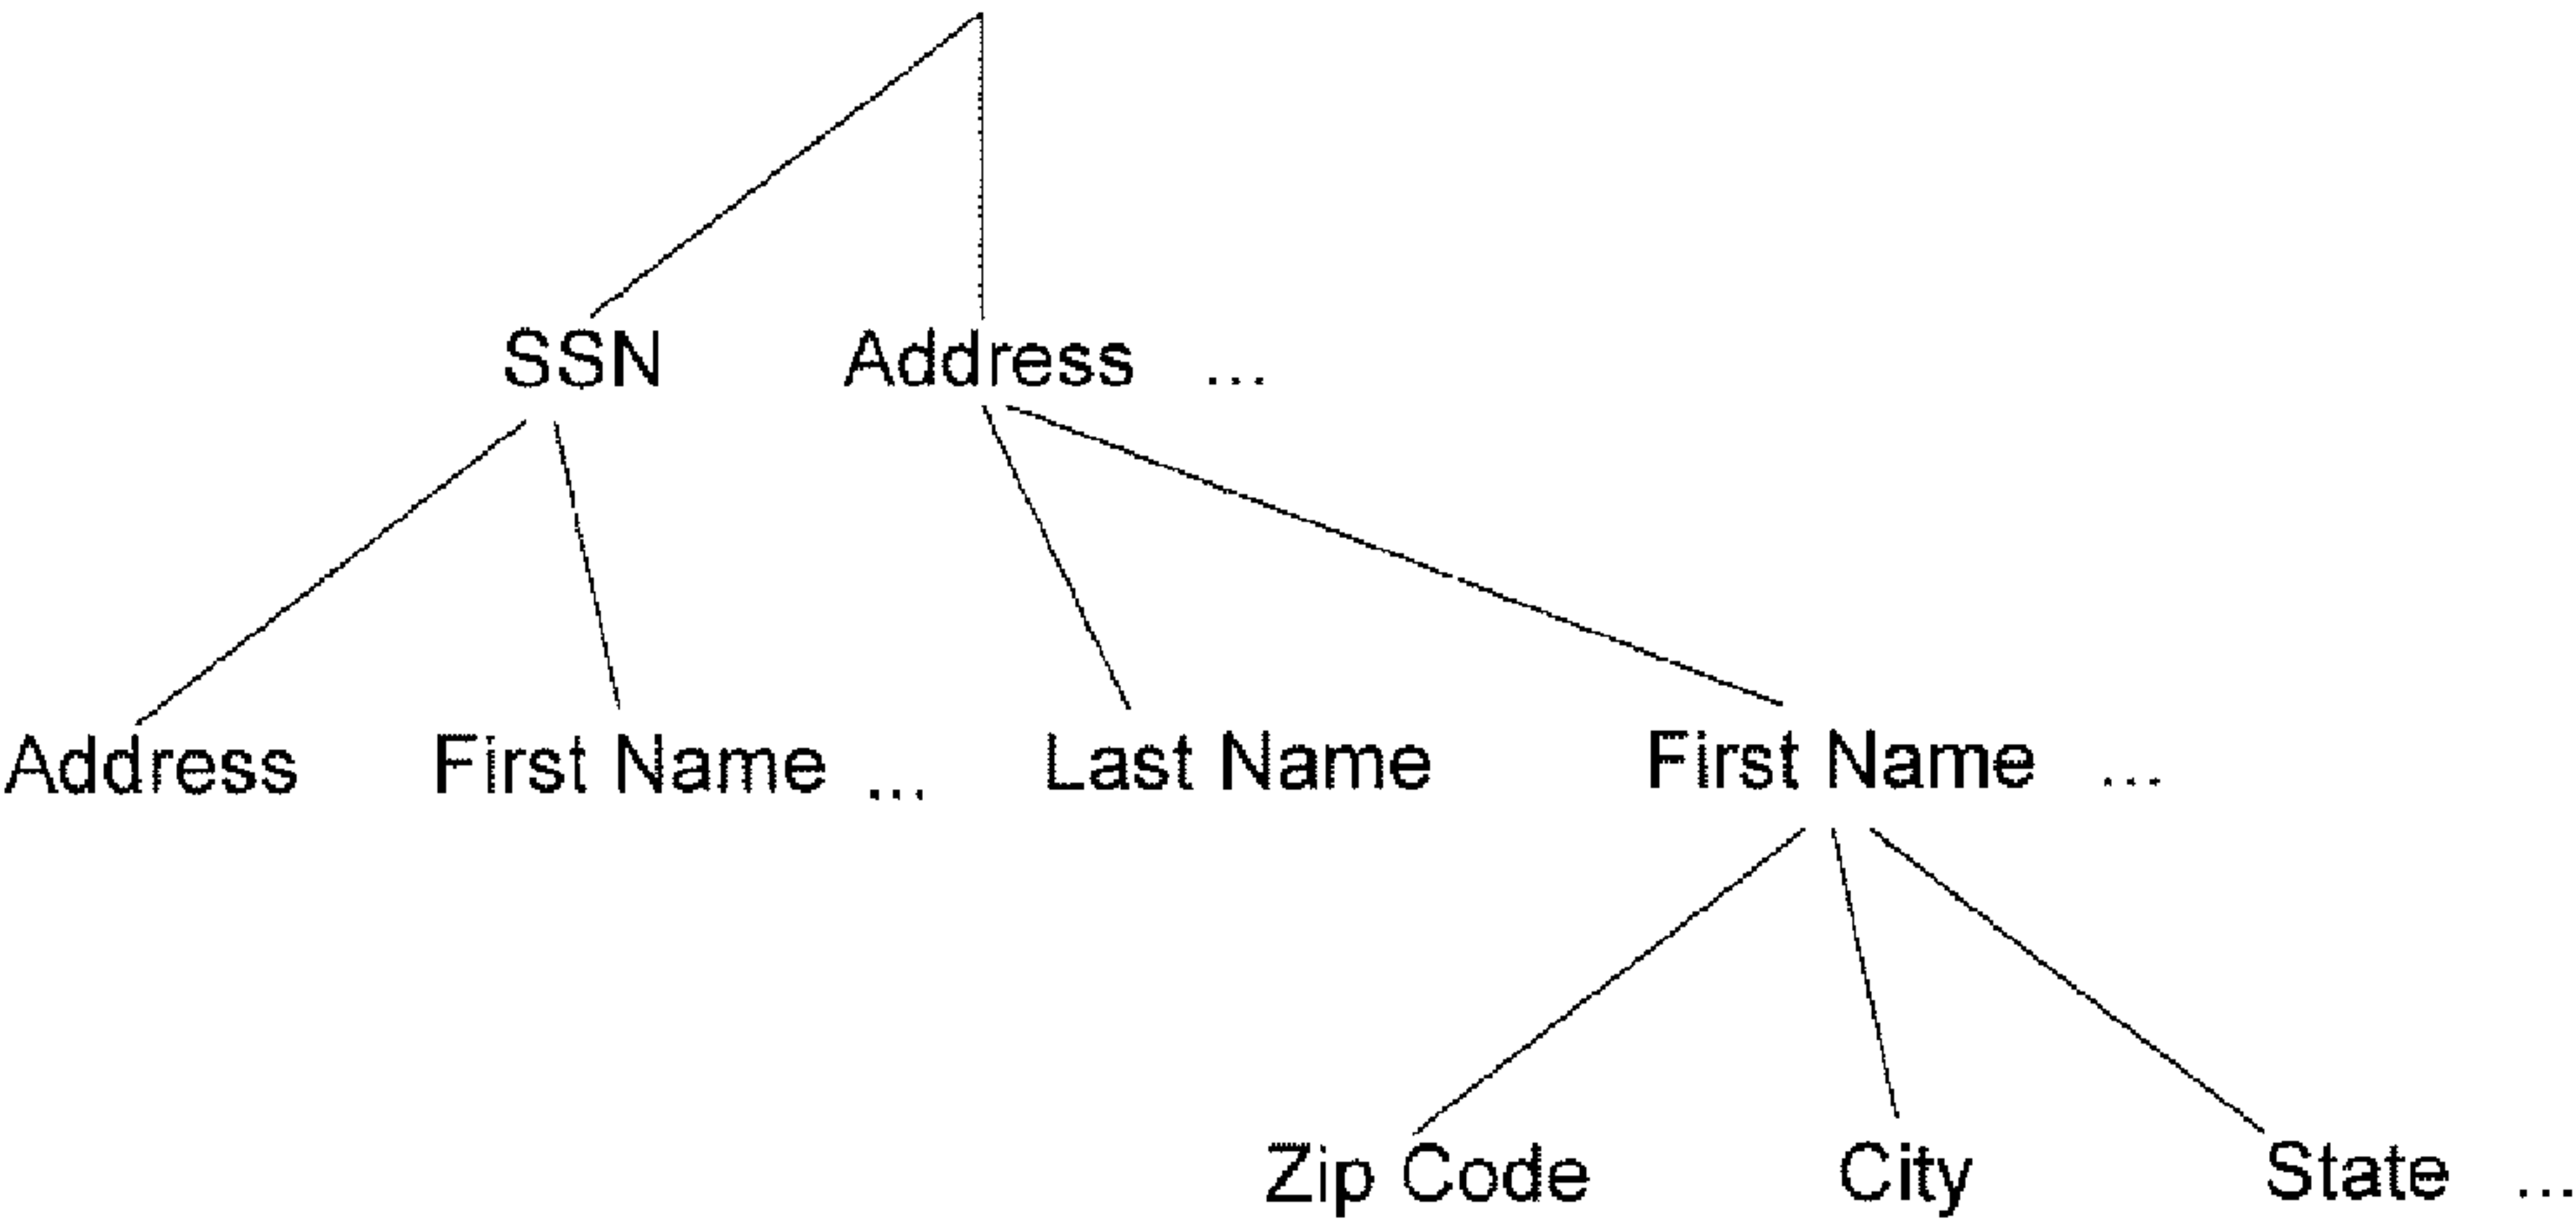 SSN Address ...
Address First Name ... Last Name First Name ...
Zip Code City State ...